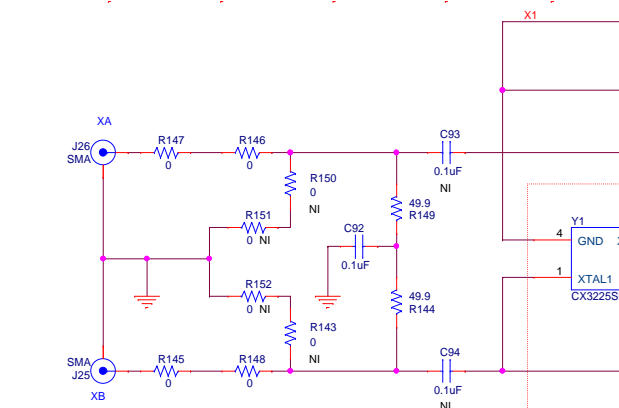 X1
XA
J26
SMA
R147
0
R146
0
C93
0.1uF
NI
R150
0
NI
49.9
R149
R151
0 NI
C92
0.1uF
Y1
4
GND
1
XTAL1
CX3225S
R152
0 NI
49.9
R144
R143
0
NI
SMA
J25
XB
R145
0
R148
0
C94
0.1uF
NI